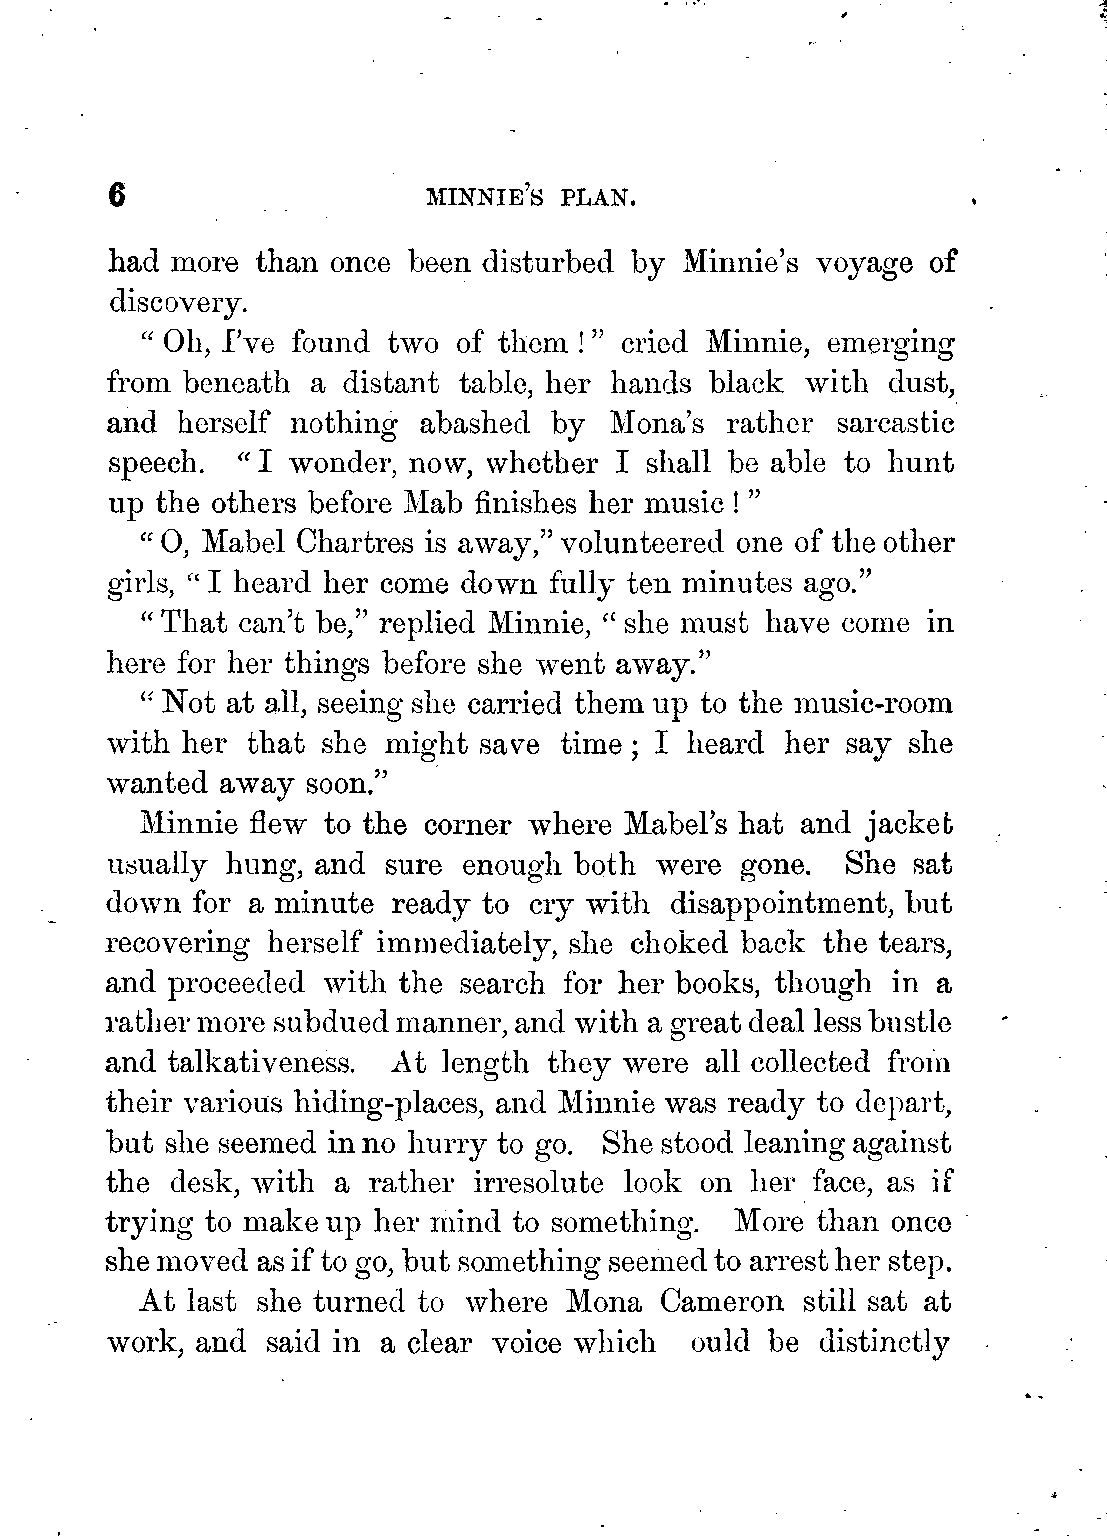 6 MINNIE'S PLAN.
had more than once been disturbed by Minnie's voyage of
discovery.
"Oh, I've found two of them!" cried Minnie, emerging
from beneath a distant table, her hands black with dust,
and herself nothing abashed by Mona's rather sarcastic
speech. "I wonder, now, whether I shall be able to hunt
up the others before Mab finishes her music!"
"O, Mabel Chartres is away," volunteered one of the other
girls, "I heard her come down fully ten minutes ago."
"That can't be," replied Minnie, "she must have come in
here for her things before she went away."
"Not at all, seeing she carried them up to the music-room
with her that she might save time; I heard her say she
wanted away soon."
Minnie flew to the corner where Mabel's hat and jacket
usually hung, and sure enough both were gone. She sat
down for a minute ready to cry with disappointment, but
recovering herself immediately, she choked back the tears,
and proceeded with the search for her books, though in a
rather more subdued manner, and with a great deal less bustle
and talkativeness. At length they were all collected from
their various hiding-places, and Minnie was ready to depart,
but she seemed in no hurry to go. She stood leaning against
the desk, with a rather irresolute look on her face, as if
trying to make up her mind to something. More than once
she moved as if to go, but something seemed to arrest her step.
At last she turned to where Mona Cameron still sat at
work, and said in a clear voice which ould be distinctly